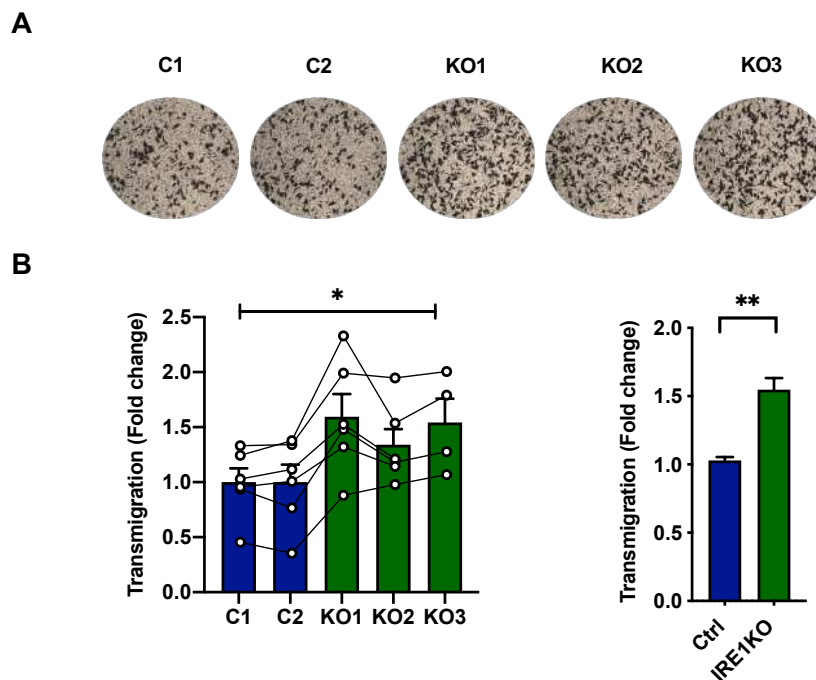 A
C1 C2 KO1 KO2 KO3
B
Transmigration (Fold change)
2.5
2.0
1.5
1.0
0.5
0.0
*
C1 C2 KO1 KO2 KO3
Transmigration (Fold change)
2.0
1.5
1.0
0.5
0.0
**
Ctrl
IRE1KO